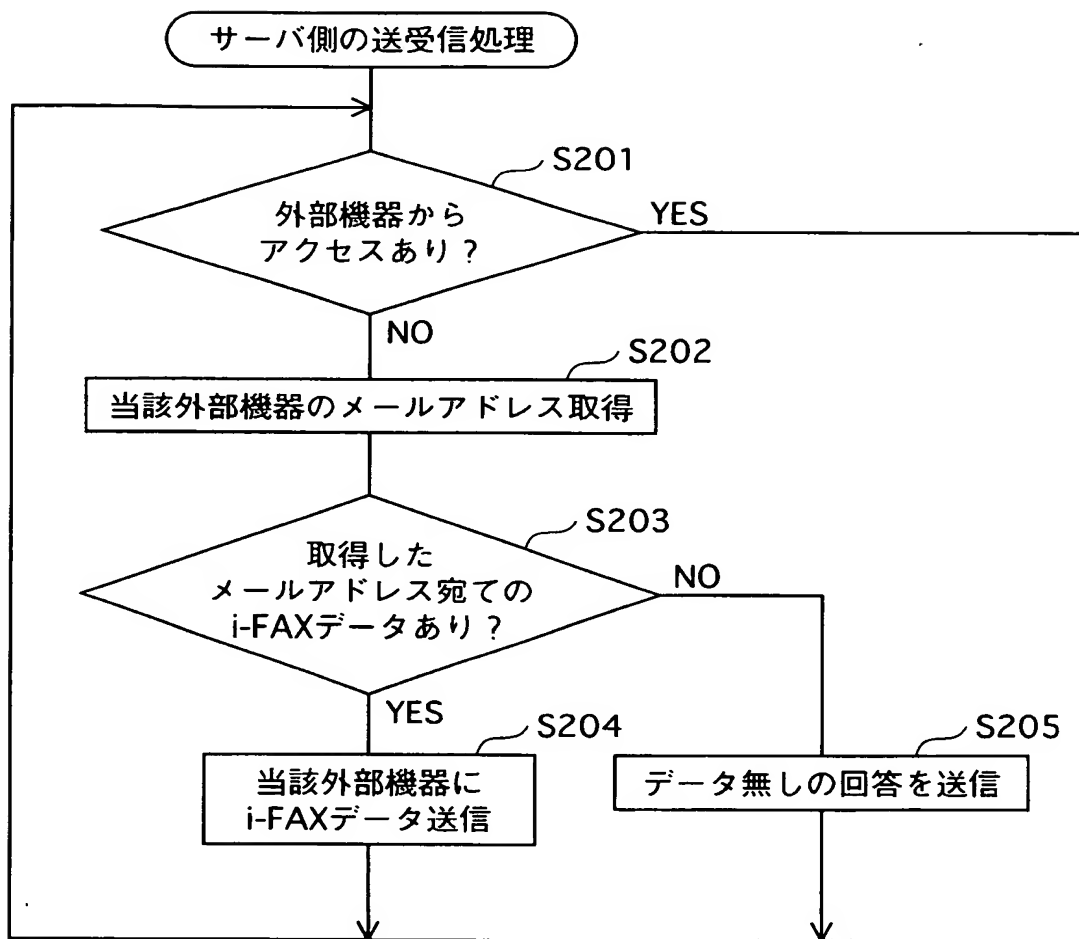 サーバ側の送受信処理
S201
外部機器から
アクセスあり？
YES
NO
S202
当該外部機器のメールアドレス取得
S203
取得した
メールアドレス宛ての
i-FAXデータあり？
NO
YES
S204
当該外部機器に
i-FAXデータ送信
S205
データ無しの回答を送信